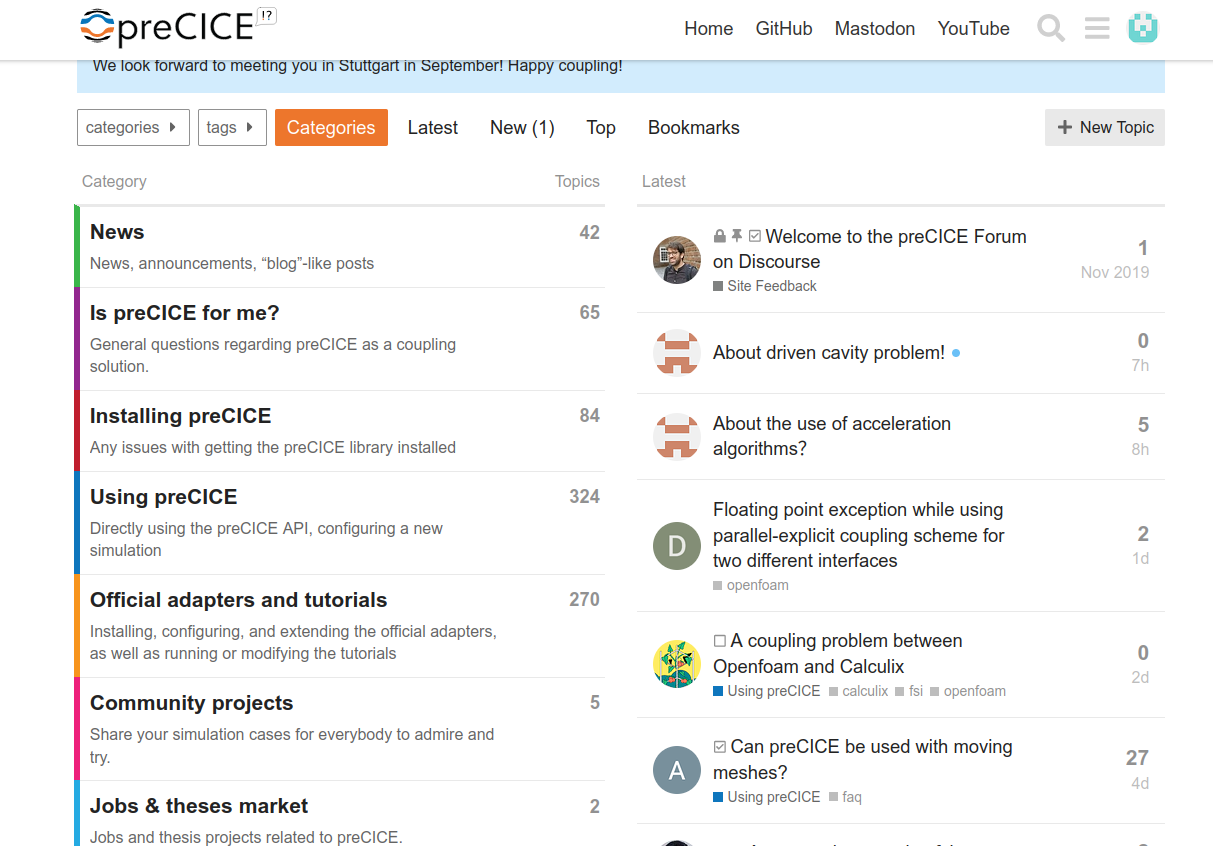 preCICE !?
Home GitHub Mastodon YouTube
We look forward to meeting you in Stuttgart in September! Happy coupling!
categories tags Categories Latest New (1) Top Bookmarks New Topic
Category Topics
News 42
News, announcements, “blog”-like posts
Is preCICE for me? 65
General questions regarding preCICE as a coupling
solution.
Installing preCICE 84
Any issues with getting the preCICE library installed
Using preCICE 324
Directly using the preCICE API, configuring a new
simulation
Official adapters and tutorials 270
Installing, configuring, and extending the official adapters,
as well as running or modifying the tutorials
Community projects 5
Share your simulation cases for everybody to admire and
try.
Jobs & theses market 2
Jobs and thesis projects related to preCICE.
Latest
Welcome to the preCICE Forum
on Discourse
Site Feedback
1
Nov 2019
About driven cavity problem!
0
7h
About the use of acceleration
algorithms?
5
8h
D
Floating point exception while using
parallel-explicit coupling scheme for
two different interfaces
openfoam
2
1d
A coupling problem between
Openfoam and Calculix
Using preCICE calculix fsi openfoam
0
2d
A
Can preCICE be used with moving
meshes?
Using preCICE faq
27
4d